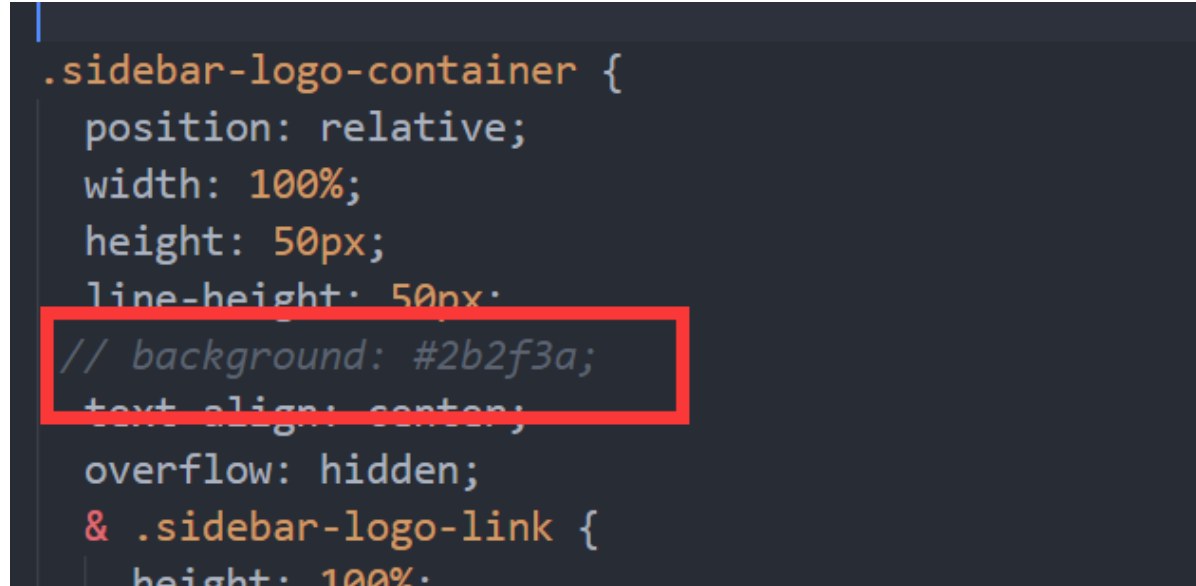 .sidebar-logo-container {
position: relative;
width: 100%;
height: 50px;
line-height: 50px;
// background: #2b2f3a;
text-align: center;
overflow: hidden;
& .sidebar-logo-link {
height: 100%;